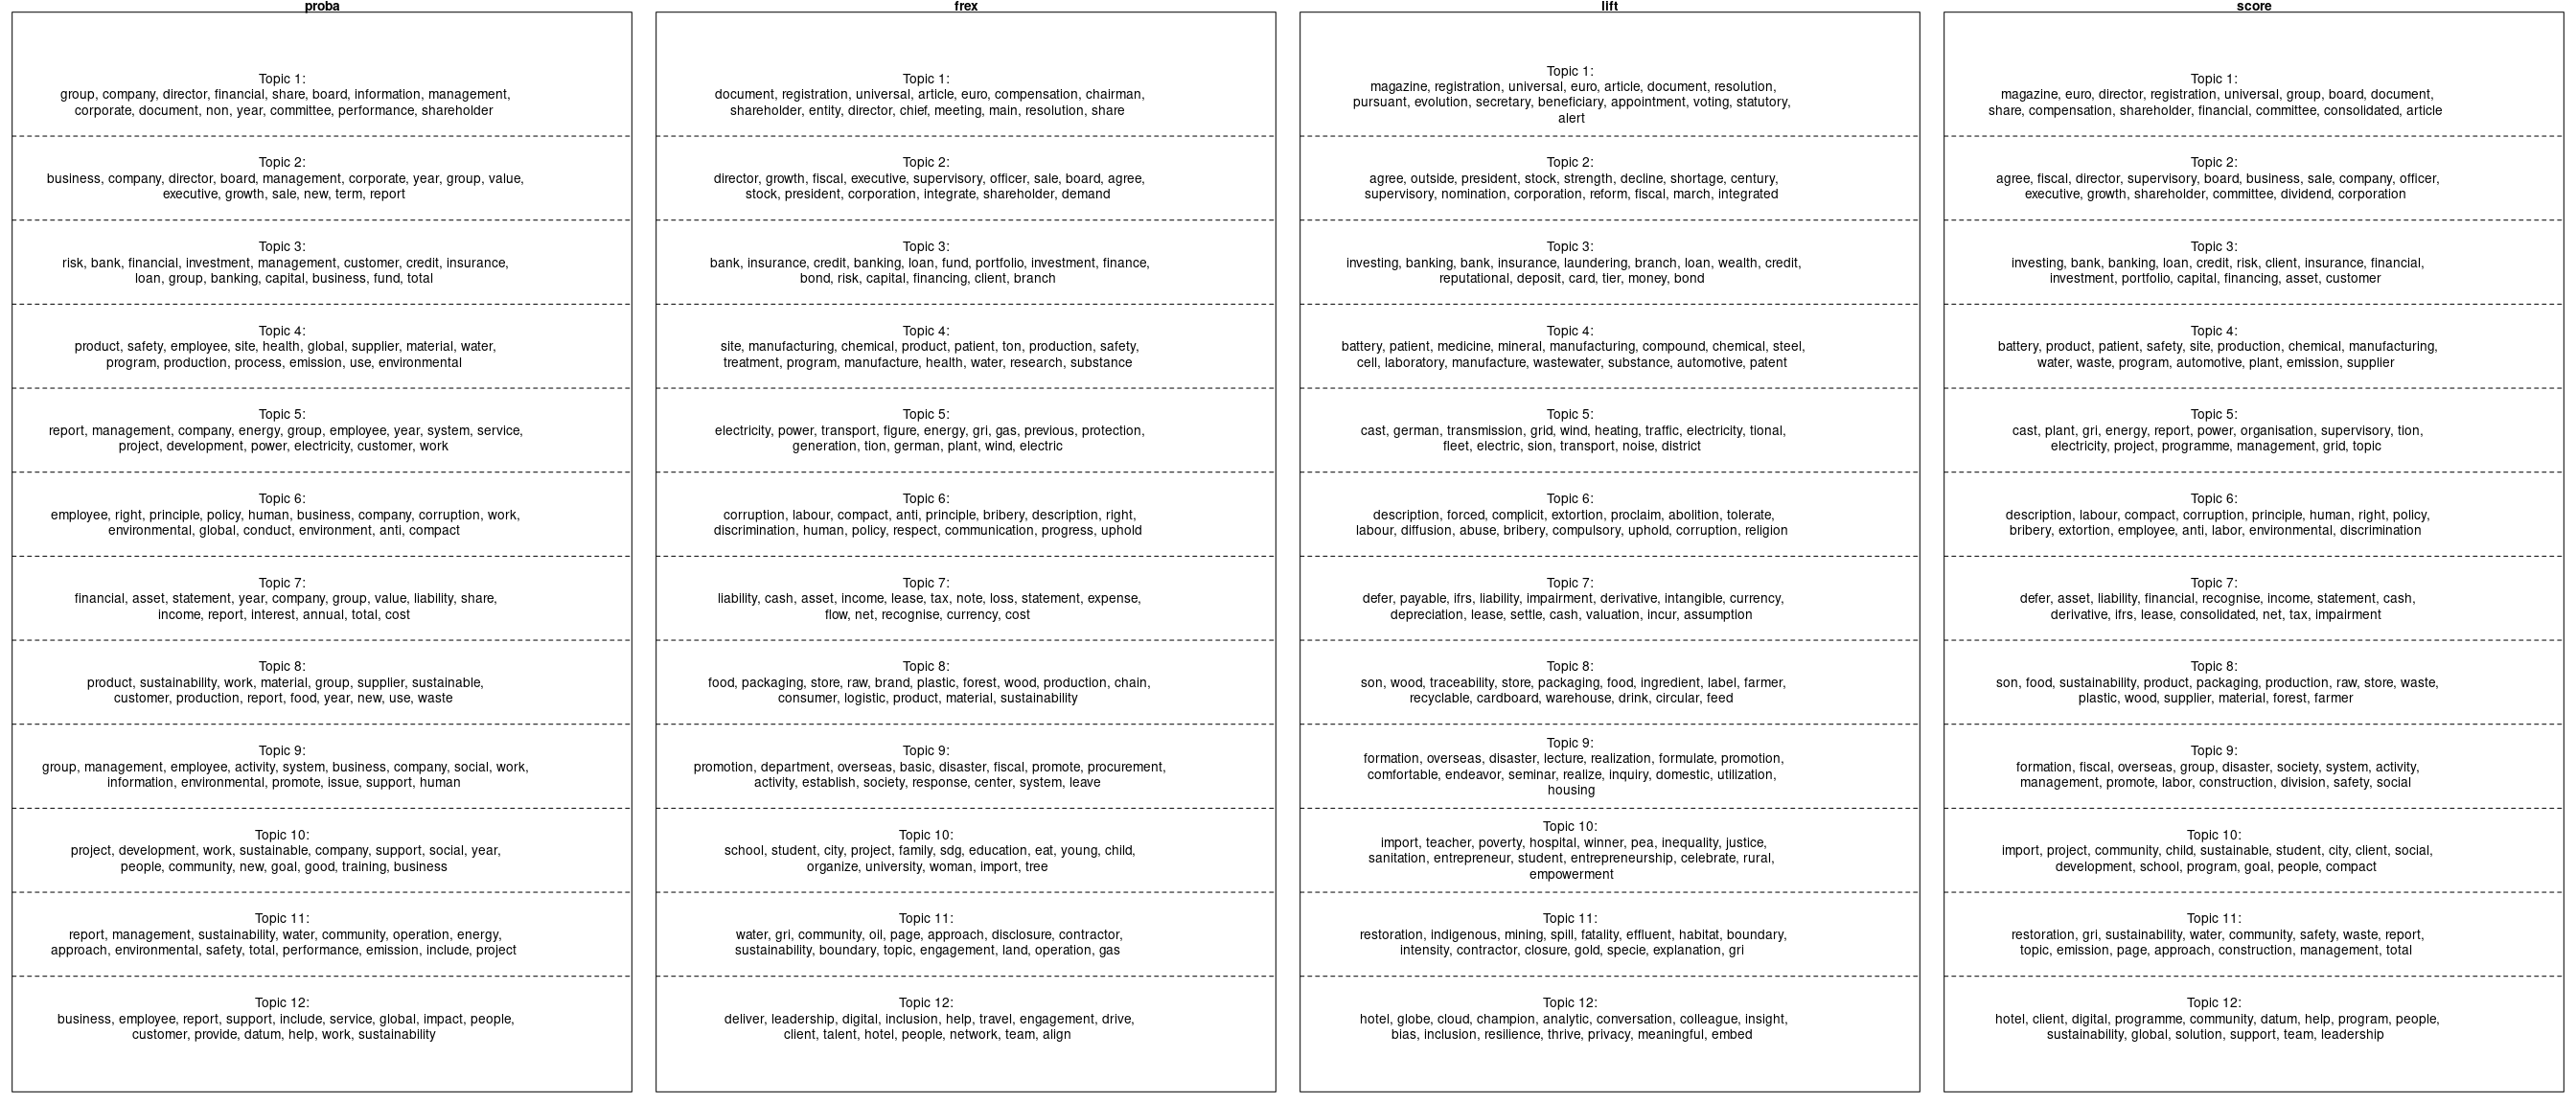 proba
Topic 1:
group, company, director, financial, share, board, information, management,
corporate, document, non, year, committee, performance, shareholder
Topic 2:
business, company, director, board, management, corporate, year, group, value,
executive, growth, sale, new, term, report
Topic 3:
risk, bank, financial, investment, management, customer, credit, insurance,
loan, group, banking, capital, business, fund, total
Topic 4:
product, safety, employee, site, health, global, supplier, material, water,
program, production, process, emission, use, environmental
Topic 5:
report, management, company, energy, group, employee, year, system, service,
project, development, power, electricity, customer, work
Topic 6:
employee, right, principle, policy, human, business, company, corruption, work,
environmental, global, conduct, environment, anti, compact
Topic 7:
financial, asset, statement, year, company, group, value, liability, share,
income, report, interest, annual, total, cost
Topic 8:
product, sustainability, work, material, group, supplier, sustainable,
customer, production, report, food, year, new, use, waste
Topic 9:
group, management, employee, activity, system, business, company, social, work,
information, environmental, promote, issue, support, human
Topic 10:
project, development, work, sustainable, company, support, social, year,
people, community, new, goal, good, training, business
Topic 11:
report, management, sustainability, water, community, operation, energy,
approach, environmental, safety, total, performance, emission, include, project
Topic 12:
business, employee, report, support, include, service, global, impact, people,
customer, provide, datum, help, work, sustainability
frex
Topic 1:
document, registration, universal, article, euro, compensation, chairman,
shareholder, entity, director, chief, meeting, main, resolution, share
Topic 2:
director, growth, fiscal, executive, supervisory, officer, sale, board, agree,
stock, president, corporation, integrate, shareholder, demand
Topic 3:
bank, insurance, credit, banking, loan, fund, portfolio, investment, finance,
bond, risk, capital, financing, client, branch
Topic 4:
site, manufacturing, chemical, product, patient, ton, production, safety,
treatment, program, manufacture, health, water, research, substance
Topic 5:
electricity, power, transport, figure, energy, gri, gas, previous, protection,
generation, tion, german, plant, wind, electric
Topic 6:
corruption, labour, compact, anti, principle, bribery, description, right,
discrimination, human, policy, respect, communication, progress, uphold
Topic 7:
liability, cash, asset, income, lease, tax, note, loss, statement, expense,
flow, net, recognise, currency, cost
Topic 8:
food, packaging, store, raw, brand, plastic, forest, wood, production, chain,
consumer, logistic, product, material, sustainability
Topic 9:
promotion, department, overseas, basic, disaster, fiscal, promote, procurement,
activity, establish, society, response, center, system, leave
Topic 10:
school, student, city, project, family, sdg, education, eat, young, child,
organize, university, woman, import, tree
Topic 11:
water, gri, community, oil, page, approach, disclosure, contractor,
sustainability, boundary, topic, engagement, land, operation, gas
Topic 12:
deliver, leadership, digital, inclusion, help, travel, engagement, drive,
client, talent, hotel, people, network, team, align
lift
Topic 1:
magazine, registration, universal, euro, article, document, resolution,
pursuant, evolution, secretary, beneficiary, appointment, voting, statutory,
alert
Topic 2:
agree, outside, president, stock, strength, decline, shortage, century,
supervisory, nomination, corporation, reform, fiscal, march, integrated
Topic 3:
investing, banking, bank, insurance, laundering, branch, loan, wealth, credit,
reputational, deposit, card, tier, money, bond
Topic 4:
battery, patient, medicine, mineral, manufacturing, compound, chemical, steel,
cell, laboratory, manufacture, wastewater, substance, automotive, patent
Topic 5:
cast, german, transmission, grid, wind, heating, traffic, electricity, tional,
fleet, electric, sion, transport, noise, district
Topic 6:
description, forced, complicit, extortion, proclaim, abolition, tolerate,
labour, diffusion, abuse, bribery, compulsory, uphold, corruption, religion
Topic 7:
defer, payable, ifrs, liability, impairment, derivative, intangible, currency,
depreciation, lease, settle, cash, valuation, incur, assumption
Topic 8:
son, wood, traceability, store, packaging, food, ingredient, label, farmer,
recyclable, cardboard, warehouse, drink, circular, feed
Topic 9:
formation, overseas, disaster, lecture, realization, formulate, promotion,
comfortable, endeavor, seminar, realize, inquiry, domestic, utilization,
housing
Topic 10:
import, teacher, poverty, hospital, winner, pea, inequality, justice,
sanitation, entrepreneur, student, entrepreneurship, celebrate, rural,
empowerment
Topic 11:
restoration, indigenous, mining, spill, fatality, effluent, habitat, boundary,
intensity, contractor, closure, gold, specie, explanation, gri
Topic 12:
hotel, globe, cloud, champion, analytic, conversation, colleague, insight,
bias, inclusion, resilience, thrive, privacy, meaningful, embed
score
Topic 1:
magazine, euro, director, registration, universal, group, board, document,
share, compensation, shareholder, financial, committee, consolidated, article
Topic 2:
agree, fiscal, director, supervisory, board, business, sale, company, officer,
executive, growth, shareholder, committee, dividend, corporation
Topic 3:
investing, bank, banking, loan, credit, risk, client, insurance, financial,
investment, portfolio, capital, financing, asset, customer
Topic 4:
battery, product, patient, safety, site, production, chemical, manufacturing,
water, waste, program, automotive, plant, emission, supplier
Topic 5:
cast, plant, gri, energy, report, power, organisation, supervisory, tion,
electricity, project, programme, management, grid, topic
Topic 6:
description, labour, compact, corruption, principle, human, right, policy,
bribery, extortion, employee, anti, labor, environmental, discrimination
Topic 7:
defer, asset, liability, financial, recognise, income, statement, cash,
derivative, ifrs, lease, consolidated, net, tax, impairment
Topic 8:
son, food, sustainability, product, packaging, production, raw, store, waste,
plastic, wood, supplier, material, forest, farmer
Topic 9:
formation, fiscal, overseas, group, disaster, society, system, activity,
management, promote, labor, construction, division, safety, social
Topic 10:
import, project, community, child, sustainable, student, city, client, social,
development, school, program, goal, people, compact
Topic 11:
restoration, gri, sustainability, water, community, safety, waste, report,
topic, emission, page, approach, construction, management, total
Topic 12:
hotel, client, digital, programme, community, datum, help, program, people,
sustainability, global, solution, support, team, leadership